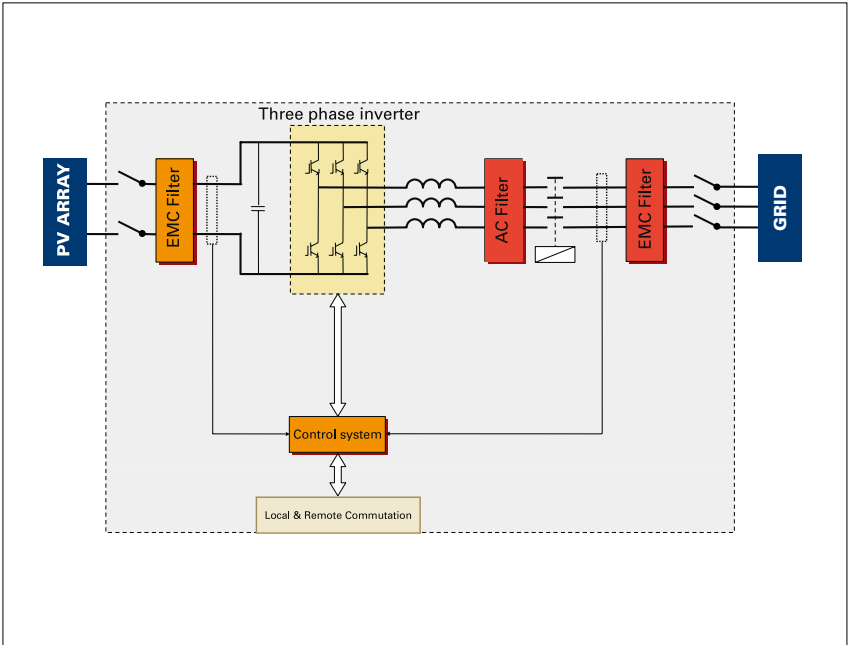 Three phase inverter
PV ARRAY
EMC Filter
AC Filter
EMC Filter
GRID
Control system
Local & Remote Commutation